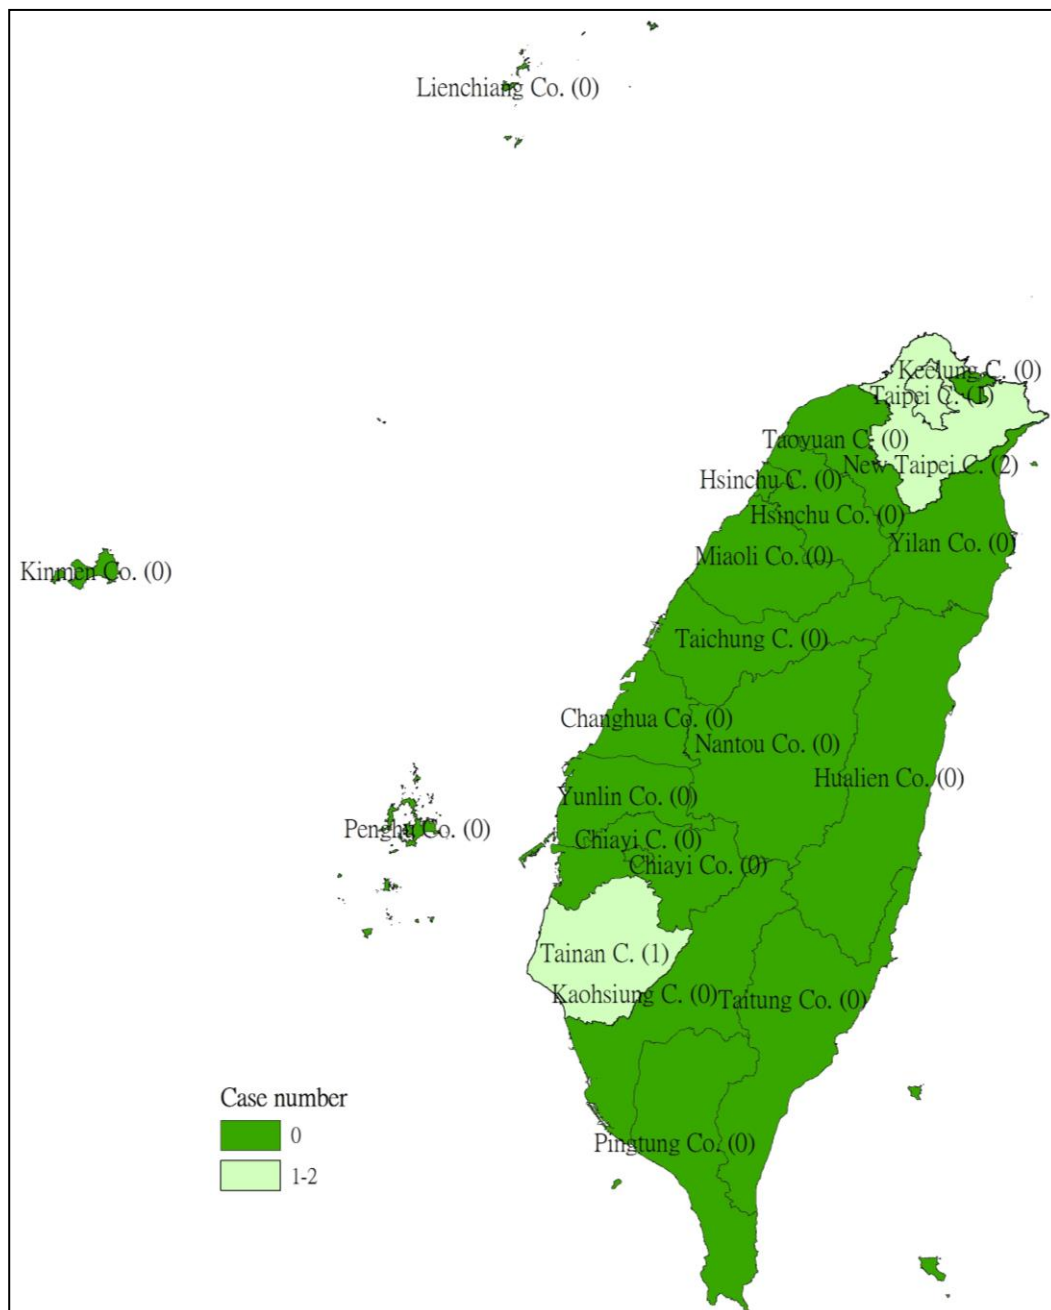 Lienchiang Co. (0)
Keelung C. (0)
Taipei C. (1)
Taoyuan C. (0)
New Taipei C. (2)
Hsinchu C. (0)
Hsinchu Co. (0)
Yilan Co. (0)
Miaoli Co. (0)
Kinmen Co. (0)
Taichung C. (0)
Changhua Co. (0)
Nantou Co. (0)
Hualien Co. (0)
Yunlin Co. (0)
Penghu Co. (0)
Chiayi C. (0)
Chiayi Co. (0)
Tainan C. (1)
Kaohsiung C. (0)
Taitung Co. (0)
Case number
0
Pingtung Co. (0)
1-2